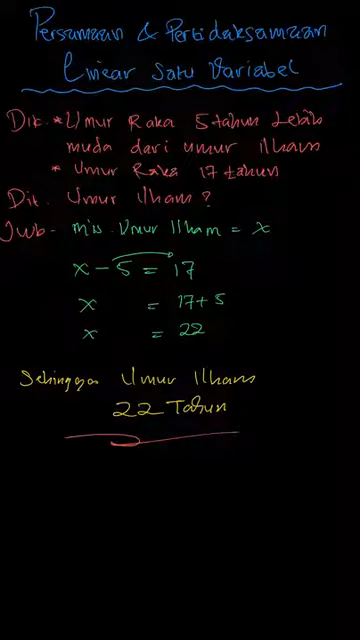 Persamaan & Pertidaksamaan
Linear Satu Variabel
Dik. * Umur Raka 5 tahun Lebih
muda dari umur Ilham
* Umur Raka 17 tahun
Dit. Umur Ilham?
Jwb - mis. Umur Ilham = x
x - 5 = 17
x = 17 + 5
x = 22
Sehingga Umur Ilham
22 Tahun